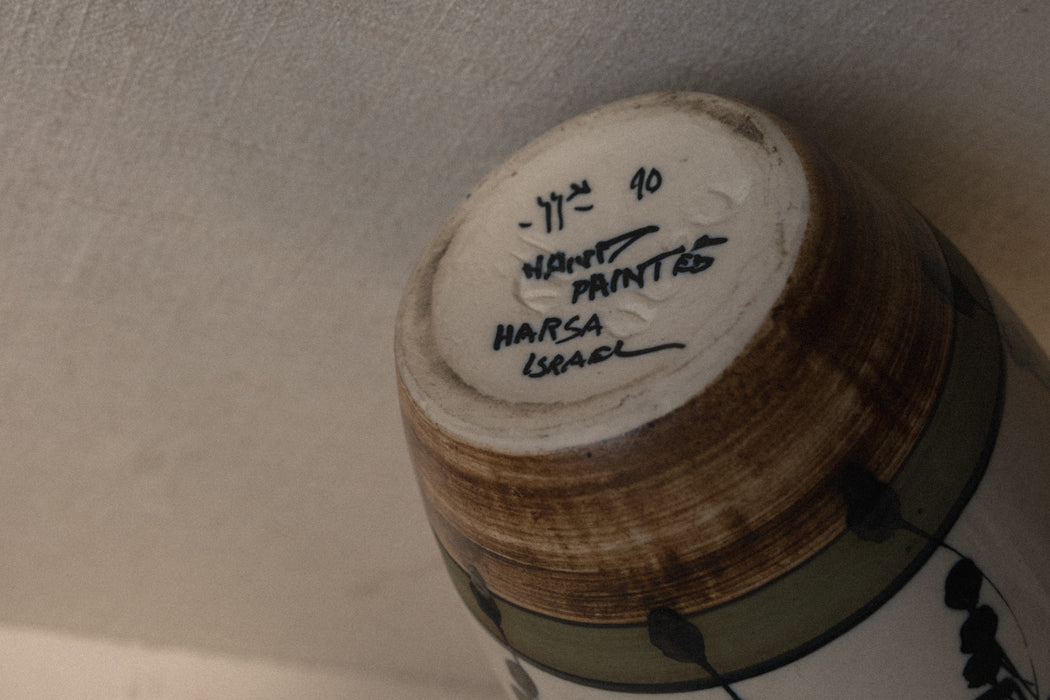 90
HAND
PAINTED
HARSA
ISRAEL